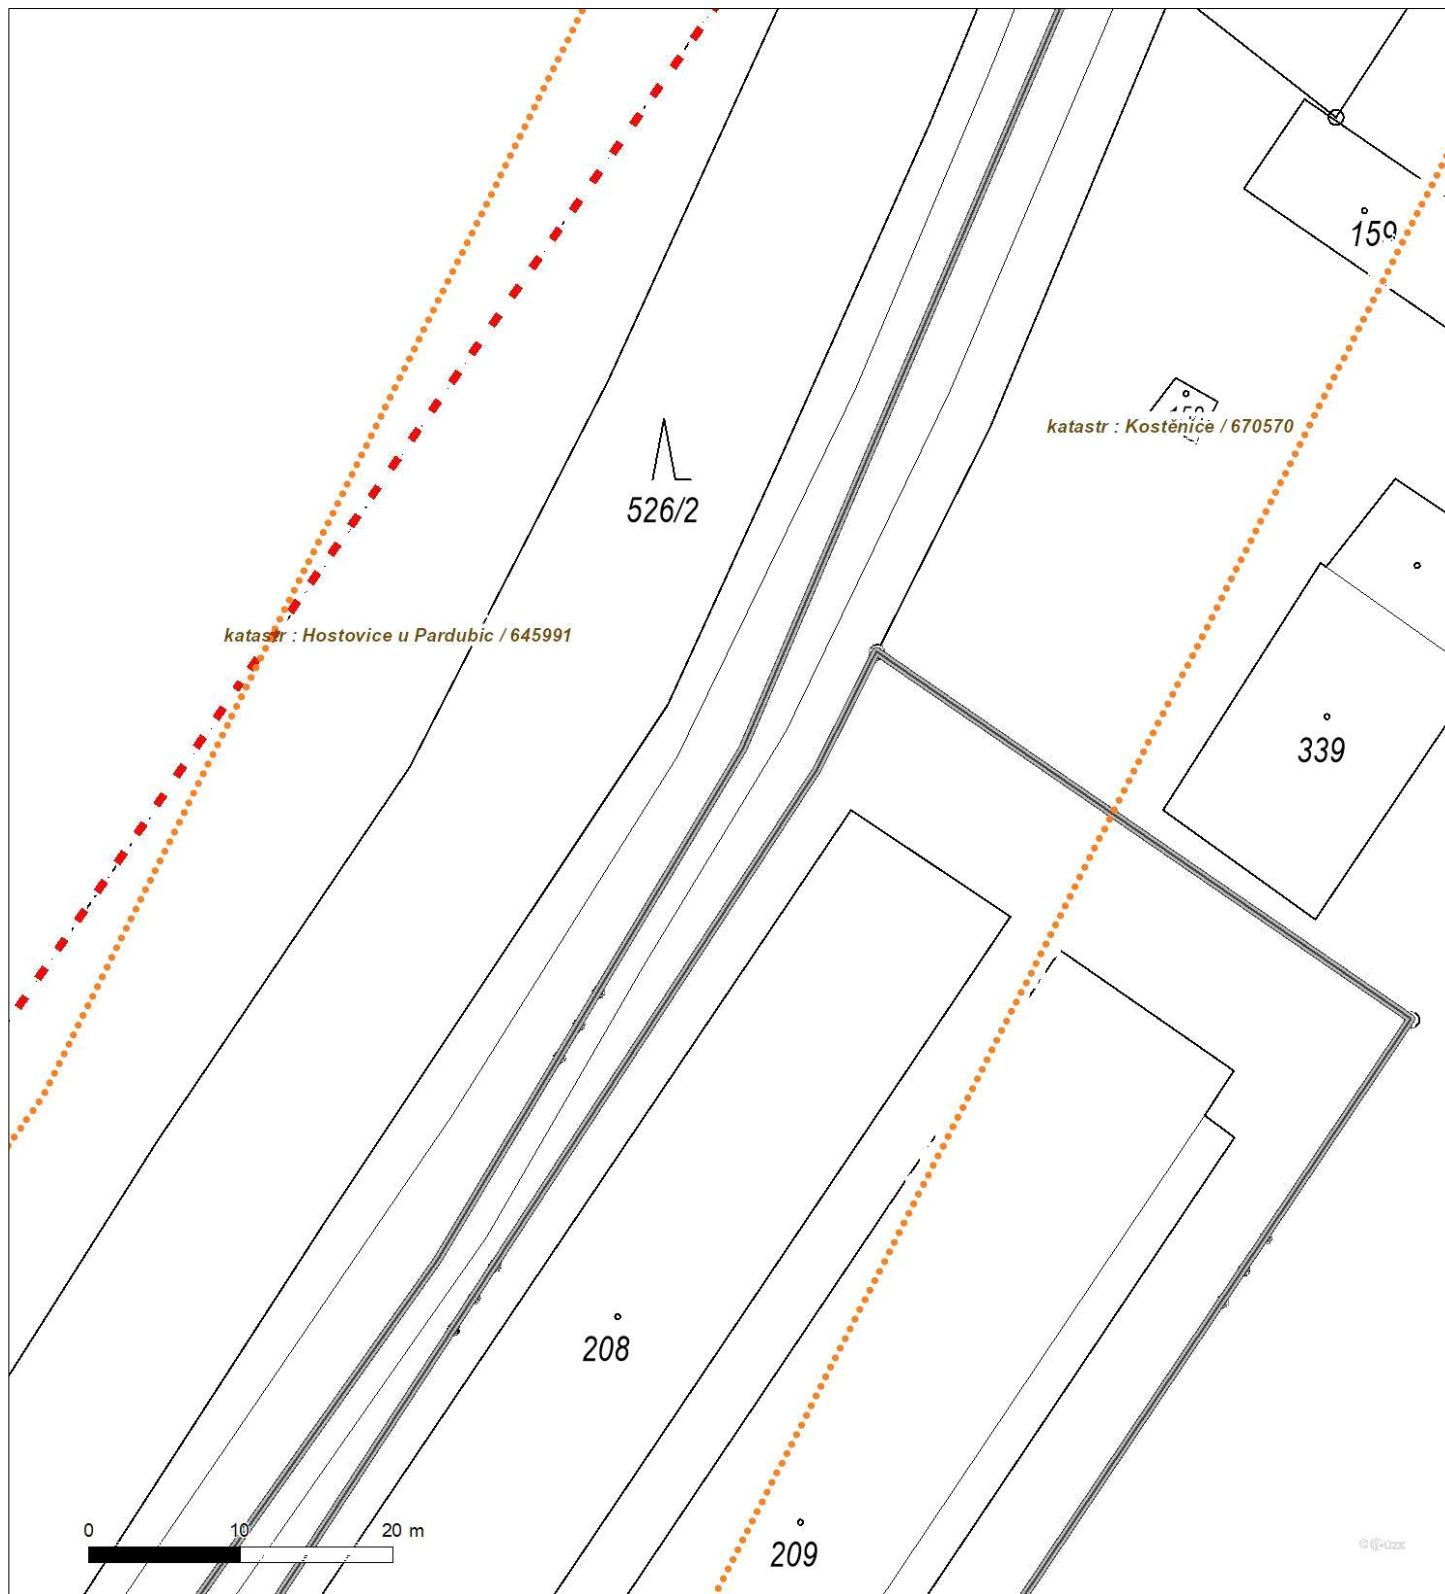 159
katastr : Kostěnice / 670570
526/2
katastr : Hostovice u Pardubic / 645991
339
208
0 10 20 m
209